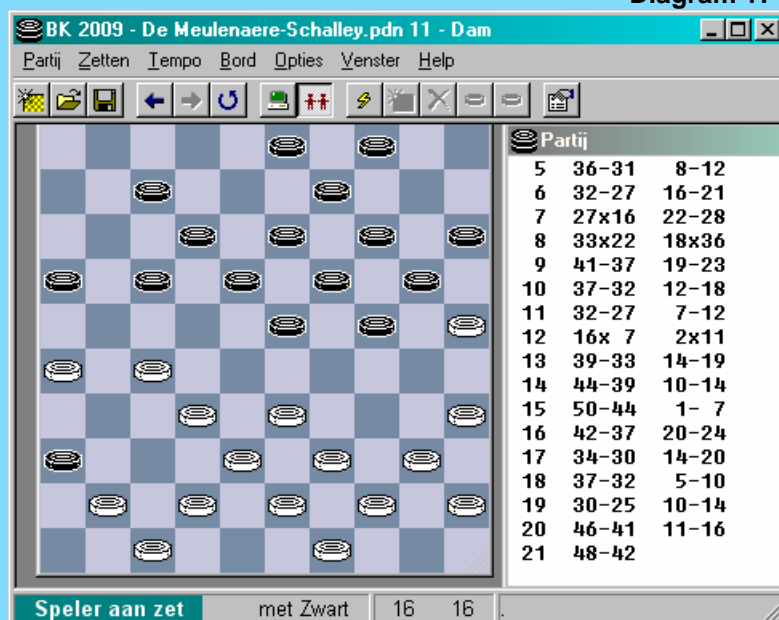 Diagram 11
BK 2009 - De Meulenaere-Schalley.pdn 11 - Dam
Partij Zetten Tempo Bord Opties Venster Help
Partij
5 36-31 8-12
6 32-27 16-21
7 27x16 22-28
8 33x22 18x36
9 41-37 19-23
10 37-32 12-18
11 32-27 7-12
12 16x 7 2x11
13 39-33 14-19
14 44-39 10-14
15 50-44 1- 7
16 42-37 20-24
17 34-30 14-20
18 37-32 5-10
19 30-25 10-14
20 46-41 11-16
21 48-42
Speler aan zet met Zwart 16 16 .